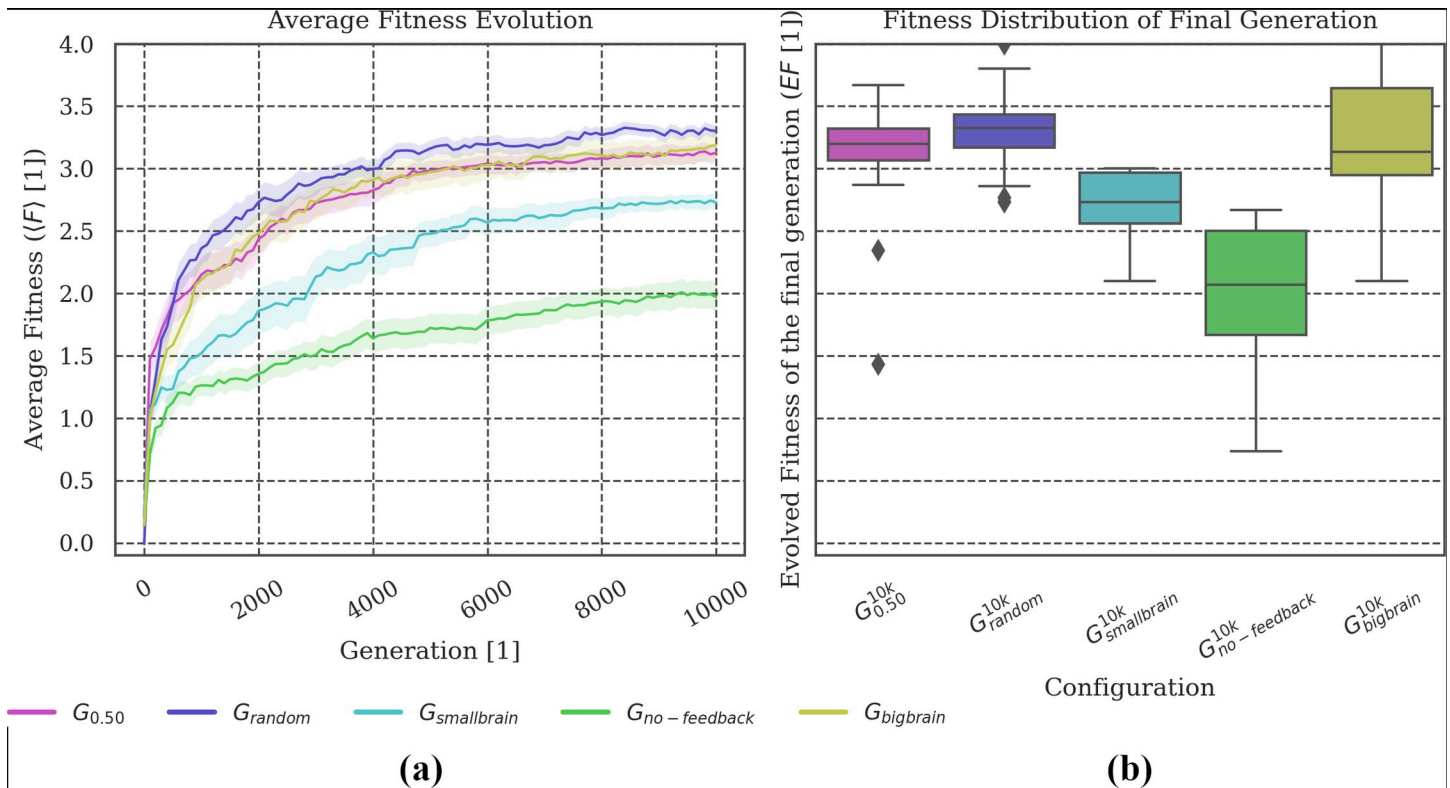 Average Fitness Evolution
Average Fitness (⟨F⟩ [1])
4.0
3.5
3.0
2.5
2.0
1.5
1.0
0.5
0.0
0 2000 4000 6000 8000 10000
Generation [1]
Fitness Distribution of Final Generation
Evolved Fitness of the final generation (EF [1])
G^{10k}_{0.50} G^{10k}_{random} G^{10k}_{smallbrain} G^{10k}_{no-feedback} G^{10k}_{bigbrain}
Configuration
G_{0.50} G_{random} G_{smallbrain} G_{no-feedback} G_{bigbrain}
(a) (b)